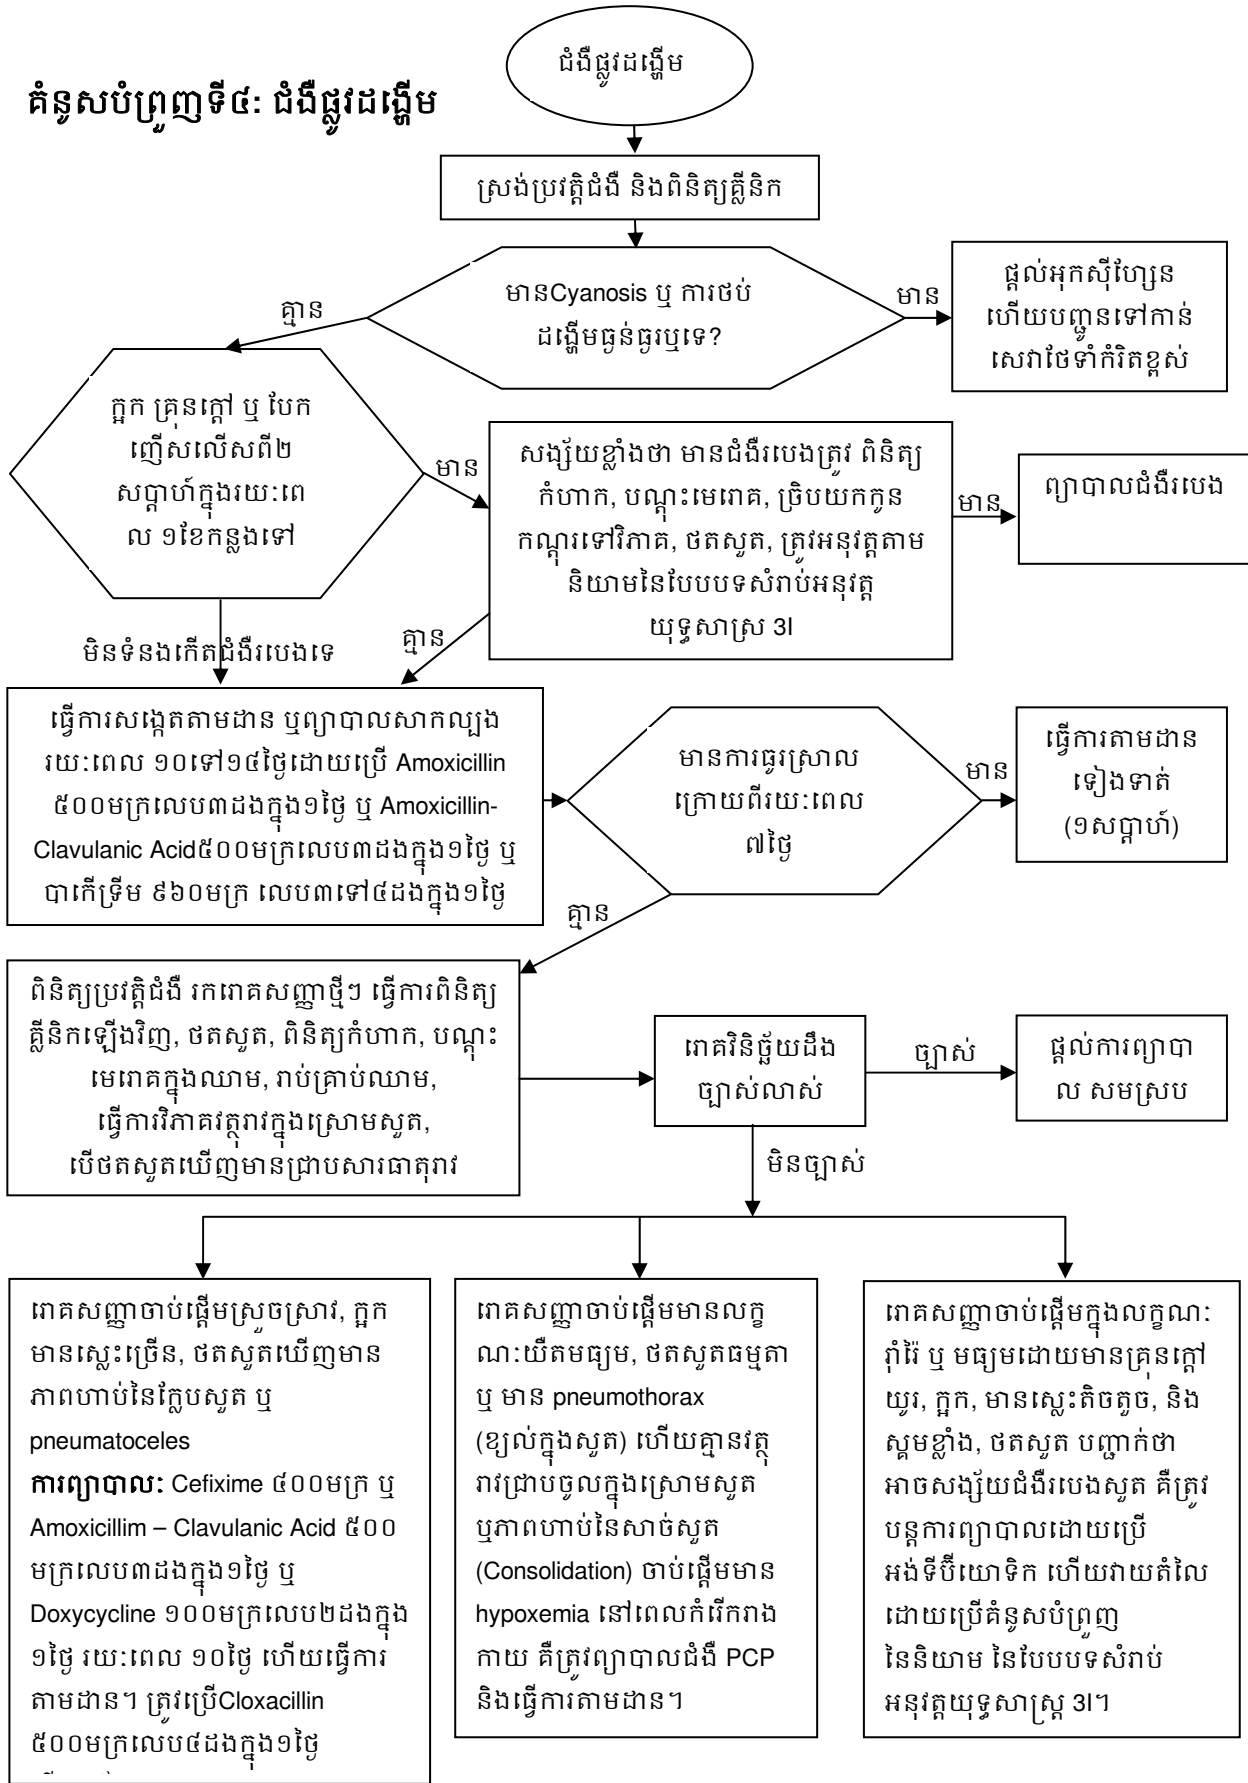 ជំងឺផ្លូវដង្ហើម
គំនូសបំព្រួញទី៤: ជំងឺផ្លូវដង្ហើម
ស្រង់ប្រវត្តិជំងឺ និងពិនិត្យគ្លីនិក
មានCyanosis ឬ ការថប់
ដង្ហើមធ្ងន់ធ្ងរឬទេ?
គ្មាន
មាន
ផ្តល់អុកស៊ីហ្សែន
ហើយបញ្ជូនទៅកាន់
សេវាថែទាំកំរិតខ្ពស់
ក្អក គ្រុនក្តៅ ឬ បែក
ញើសលើសពី២
សប្តាហ៍ក្នុងរយៈពេ
ល ១ខែកន្លងទៅ
មាន
សង្ស័យខ្លាំងថា មានជំងឺរបេងត្រូវ ពិនិត្យ
កំហាក, បណ្តុះមេរោគ, ច្រិបយកកូន
កណ្តុរទៅវិភាគ, ថតសួត, ត្រូវអនុវត្តតាម
និយាមនៃបែបបទសំរាប់អនុវត្ត
យុទ្ធសាស្រ 3I
មាន
ព្យាបាលជំងឺរបេង
គ្មាន
មិនទំនងកើតជំងឺរបេងទេ
ធ្វើការសង្កេតតាមដាន ឬព្យាបាលសាកល្បង
រយៈពេល ១០ទៅ១៤ថ្ងៃដោយប្រើ Amoxicillin
៥០០មក្រលេប៣ដងក្នុង១ថ្ងៃ ឬ Amoxicillin-
Clavulanic Acid៥០០មក្រលេប៣ដងក្នុង១ថ្ងៃ ឬ
បាកើទ្រីម ៩៦០មក្រ លេប៣ទៅ៤ដងក្នុង១ថ្ងៃ
មានការធូរស្រាល
ក្រោយពីរយៈពេល
៧ថ្ងៃ
មាន
ធ្វើការតាមដាន
ទៀងទាត់
(១សប្តាហ៍)
គ្មាន
ពិនិត្យប្រវត្តិជំងឺ រករោគសញ្ញាថ្មីៗ ធ្វើការពិនិត្យ
គ្លីនិកឡើងវិញ, ថតសួត, ពិនិត្យកំហាក, បណ្តុះ
មេរោគក្នុងឈាម, រាប់គ្រាប់ឈាម,
ធ្វើការវិភាគវត្ថុរាវក្នុងស្រោមសួត,
បើថតសួតឃើញមានជ្រាបសារធាតុរាវ
រោគវិនិច្ឆ័យដឹង
ច្បាស់លាស់
ច្បាស់
ផ្តល់ការព្យាបា
ល សមស្រប
មិនច្បាស់
រោគសញ្ញាចាប់ផ្តើមស្រួចស្រាវ, ក្អក
មានស្លេះច្រើន, ថតសួតឃើញមាន
ភាពហាប់នៃក្លែបសួត ឬ
pneumatoceles
ការព្យាបាល: Cefixime ៤០០មក្រ ឬ
Amoxicillim – Clavulanic Acid ៥០០
មក្រលេប៣ដងក្នុង១ថ្ងៃ ឬ
Doxycycline ១០០មក្រលេប២ដងក្នុង
១ថ្ងៃ រយៈពេល ១០ថ្ងៃ ហើយធ្វើការ
តាមដាន។ ត្រូវប្រើCloxacillin
៥០០មក្រលេប៤ដងក្នុង១ថ្ងៃ
រោគសញ្ញាចាប់ផ្តើមមានលក្ខ
ណៈយឺតមធ្យម, ថតសួតធម្មតា
ឬ មាន pneumothorax
(ខ្យល់ក្នុងសួត) ហើយគ្មានវត្ថុ
រាវជ្រាបចូលក្នុងស្រោមសួត
ឬភាពហាប់នៃសាច់សួត
(Consolidation) ចាប់ផ្តើមមាន
hypoxemia នៅពេលកំរើករាង
កាយ គឺត្រូវព្យាបាលជំងឺ PCP
និងធ្វើការតាមដាន។
រោគសញ្ញាចាប់ផ្តើមក្នុងលក្ខណៈ
រ៉ាំរ៉ៃ ឬ មធ្យមដោយមានគ្រុនក្តៅ
យូរ, ក្អក, មានស្លេះតិចតួច, និង
ស្គមខ្លាំង, ថតសួត បញ្ជាក់ថា
អាចសង្ស័យជំងឺរបេងសួត គឺត្រូវ
បន្តការព្យាបាលដោយប្រើ
អង់ទីប៊ីយោទិក ហើយវាយតំលៃ
ដោយប្រើគំនូសបំព្រួញ
នៃនិយាម នៃបែបបទសំរាប់
អនុវត្តយុទ្ធសាស្ត្រ 3I។